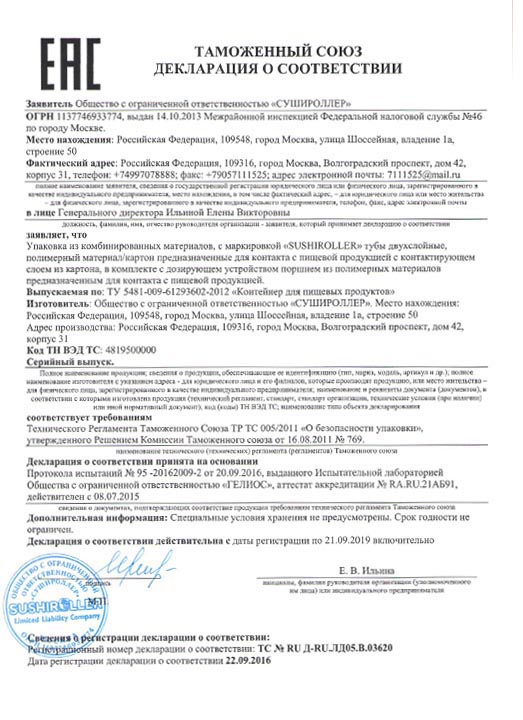 ЕАС
ТАМОЖЕННЫЙ СОЮЗ
ДЕКЛАРАЦИЯ О СООТВЕТСТВИИ
Заявитель Общество с ограниченной ответственностью «СУШИРОЛЛЕР»
ОГРН 1137746933774, выдан 14.10.2013 Межрайонной инспекцией Федеральной налоговой службы №46
по городу Москве.
Место нахождения: Российская Федерация, 109548, город Москва, улица Шоссейная, владение 1а,
строение 50
Фактический адрес: Российская Федерация, 109316, город Москва, Волгоградский проспект, дом 42,
корпус 31, телефон: +74997078888; факс: +79057111525; адрес электронной почты: 7111525@mail.ru
полное наименование заявителя, сведения о государственной регистрации юридического лица или физического лица, зарегистрированного в
качестве индивидуального предпринимателя, место нахождения, в том числе фактический адрес, – для юридического лица и место жительства
– для физического лица, зарегистрированного в качестве индивидуального предпринимателя, телефон, факс, адрес электронной почты
в лице Генерального директора Ильиной Елены Викторовны
должность, фамилия, имя, отчество руководителя организации - заявителя, который принимает декларацию о соответствии
заявляет, что
Упаковка из комбинированных материалов, с маркировкой «SUSHIROLLER» тубы двухслойные,
полимерный материал/картон предназначенные для контакта с пищевой продукцией с контактирующем
слоем из картона, в комплекте с дозирующем устройством поршнем из полимерных материалов
предназначенным для контакта с пищевой продукцией.
Выпускаемая по: ТУ 5481-009-61293602-2012 «Контейнер для пищевых продуктов»
Изготовитель: Общество с ограниченной ответственностью «СУШИРОЛЛЕР». Место нахождения:
Российская Федерация, 109548, город Москва, улица Шоссейная, владение 1а, строение 50
Адрес производства: Российская Федерация, 109316, город Москва, Волгоградский проспект, дом 42,
корпус 31
Код ТН ВЭД ТС: 4819500000
Серийный выпуск.
Полное наименование продукции; сведения о продукции, обеспечивающие ее идентификацию (тип, марка, модель, артикул и др.); полное
наименование изготовителя с указанием адреса - для юридического лица и его филиалов, которые производят продукцию, или место жительства –
для физического лица, зарегистрированного в качестве индивидуального предпринимателя; наименование и реквизиты документа (документов), в
соответствии с которыми изготовлена продукция (технический регламент, стандарт, стандарт организации, технические условия (при наличии)
или иной нормативный документ), код (коды) ТН ВЭД ТС; наименование типа объекта декларирования
соответствует требованиям
Технического Регламента Таможенного Союза ТР ТС 005/2011 «О безопасности упаковки»,
утвержденного Решением Комиссии Таможенного союза от 16.08.2011 № 769.
наименование технического (технических) регламента (регламентов) Таможенного союза
Декларация о соответствии принята на основании
Протокола испытаний № 95 -20162009-2 от 20.09.2016, выданного Испытательной лабораторией
Общества с ограниченной ответственностью "ГЕЛИОС», аттестат аккредитации № RA.RU.21АБ91,
действителен с 08.07.2015
сведения о документах, подтверждающих соответствие продукции требованиям технического регламента Таможенного союза
Дополнительная информация: Специальные условия хранения не предусмотрены. Срок годности не
ограничен.
Декларация о соответствии действительна с даты регистрации по 21.09.2019 включительно
подпись
М.П.
Е. В. Ильина
инициалы, фамилия руководителя организации (уполномоченного
им лица) или индивидуального предпринимателя
ОБЩЕСТВО С ОГРАНИЧЕННОЙ
ОТВЕТСТВЕННОСТЬЮ
«СУШИРОЛЛЕР»
SUSHIROLLER
Limited Liability Company
Сведения о регистрации декларации о соответствии:
Регистрационный номер декларации о соответствии: ТС № RU Д-RU.ЛД05.В.03620
Дата регистрации декларации о соответствии 22.09.2016